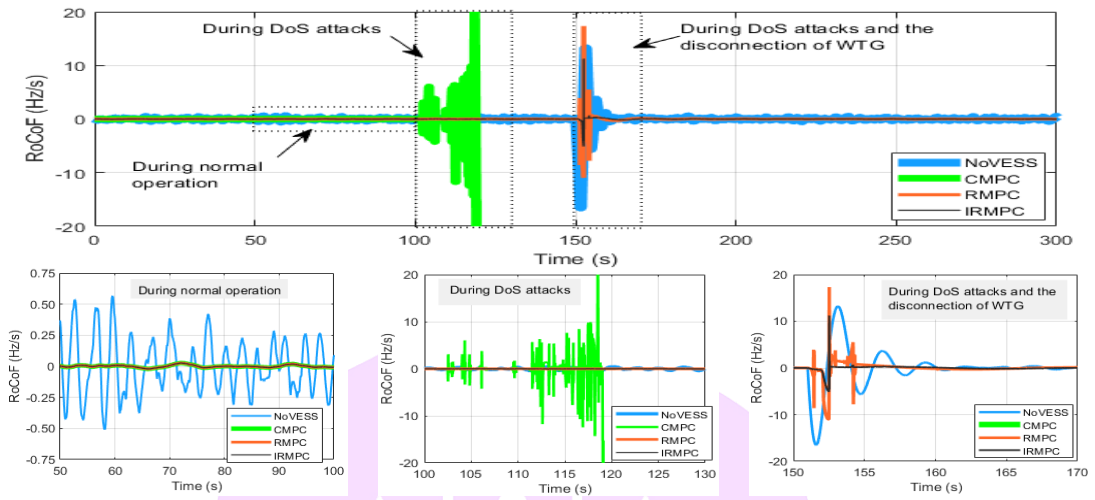 During DoS attacks
During DoS attacks and the
disconnection of WTG
During normal
operation
RoCoF (Hz/s)
20
10
0
-10
-20
0
50
100
150
200
250
300
Time (s)
NoVESS
CMPC
RMPC
IRMPC
During normal operation
RoCoF (Hz/s)
0.75
0.50
0.25
0
-0.25
-0.50
-0.75
50
60
70
80
90
100
Time (s)
NoVESS
CMPC
RMPC
IRMPC
During DoS attacks
RoCoF (Hz/s)
20
10
0
-10
-20
100
105
110
115
120
125
130
Time (s)
NoVESS
CMPC
RMPC
IRMPC
During DoS attacks and the
disconnection of WTG
RoCoF (Hz/s)
20
10
0
-10
-20
150
155
160
165
170
Time (s)
NoVESS
CMPC
RMPC
IRMPC